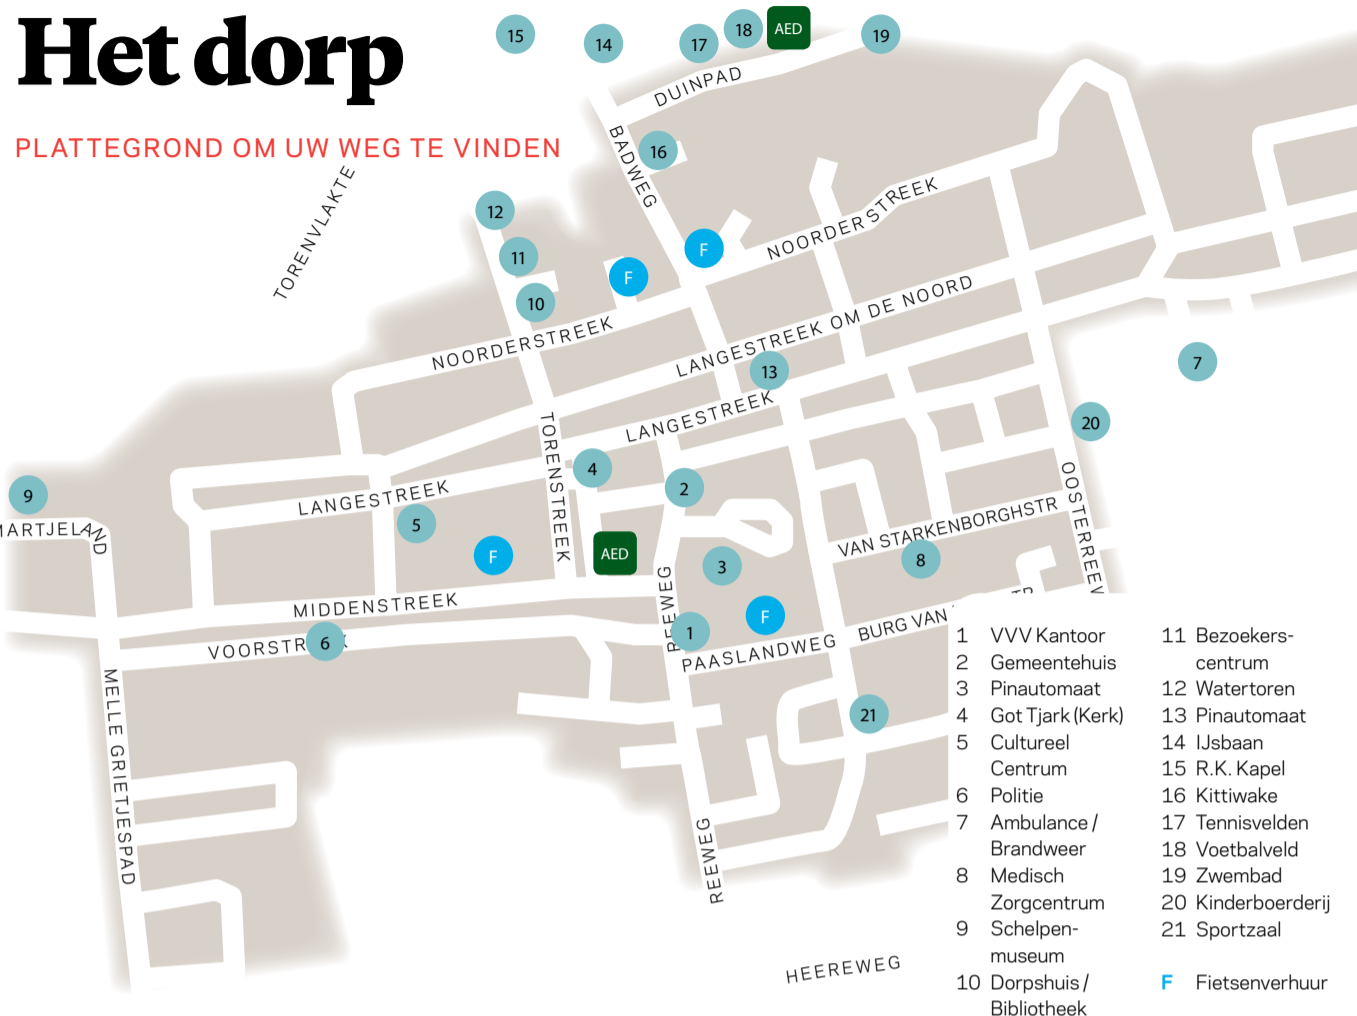 Het dorp
PLATTEGROND OM UW WEG TE VINDEN
15
14
17
18
AED
19
DUINPAD
BADWEG
16
TORENVLAKTE
12
11
10
F
F
NOORDERSTREEK
NOORDERSTREEK
LANGESTREEK OM DE NOORD
13
7
LANGESTREEK
20
TORENSTREEK
4
2
9
LANGESTREEK
5
F
AED
3
F
VAN STARKENBORGHSTR
8
OOSTERREEW
MARTJELAND
MIDDENSTREEK
VOORSTR
6
K
REEWEG
1
PAASLANDWEG
BURG VAN
21
MELLE GRIETJESPAD
REEWEG
HEEREWEG
1 VVV Kantoor
2 Gemeentehuis
3 Pinautomaat
4 Got Tjark (Kerk)
5 Cultureel
Centrum
6 Politie
7 Ambulance /
Brandweer
8 Medisch
Zorgcentrum
9 Schelpen-
museum
10 Dorpshuis /
Bibliotheek
11 Bezoekers-
centrum
12 Watertoren
13 Pinautomaat
14 IJsbaan
15 R.K. Kapel
16 Kittiwake
17 Tennisvelden
18 Voetbalveld
19 Zwembad
20 Kinderboerderij
21 Sportzaal
F Fietsenverhuur